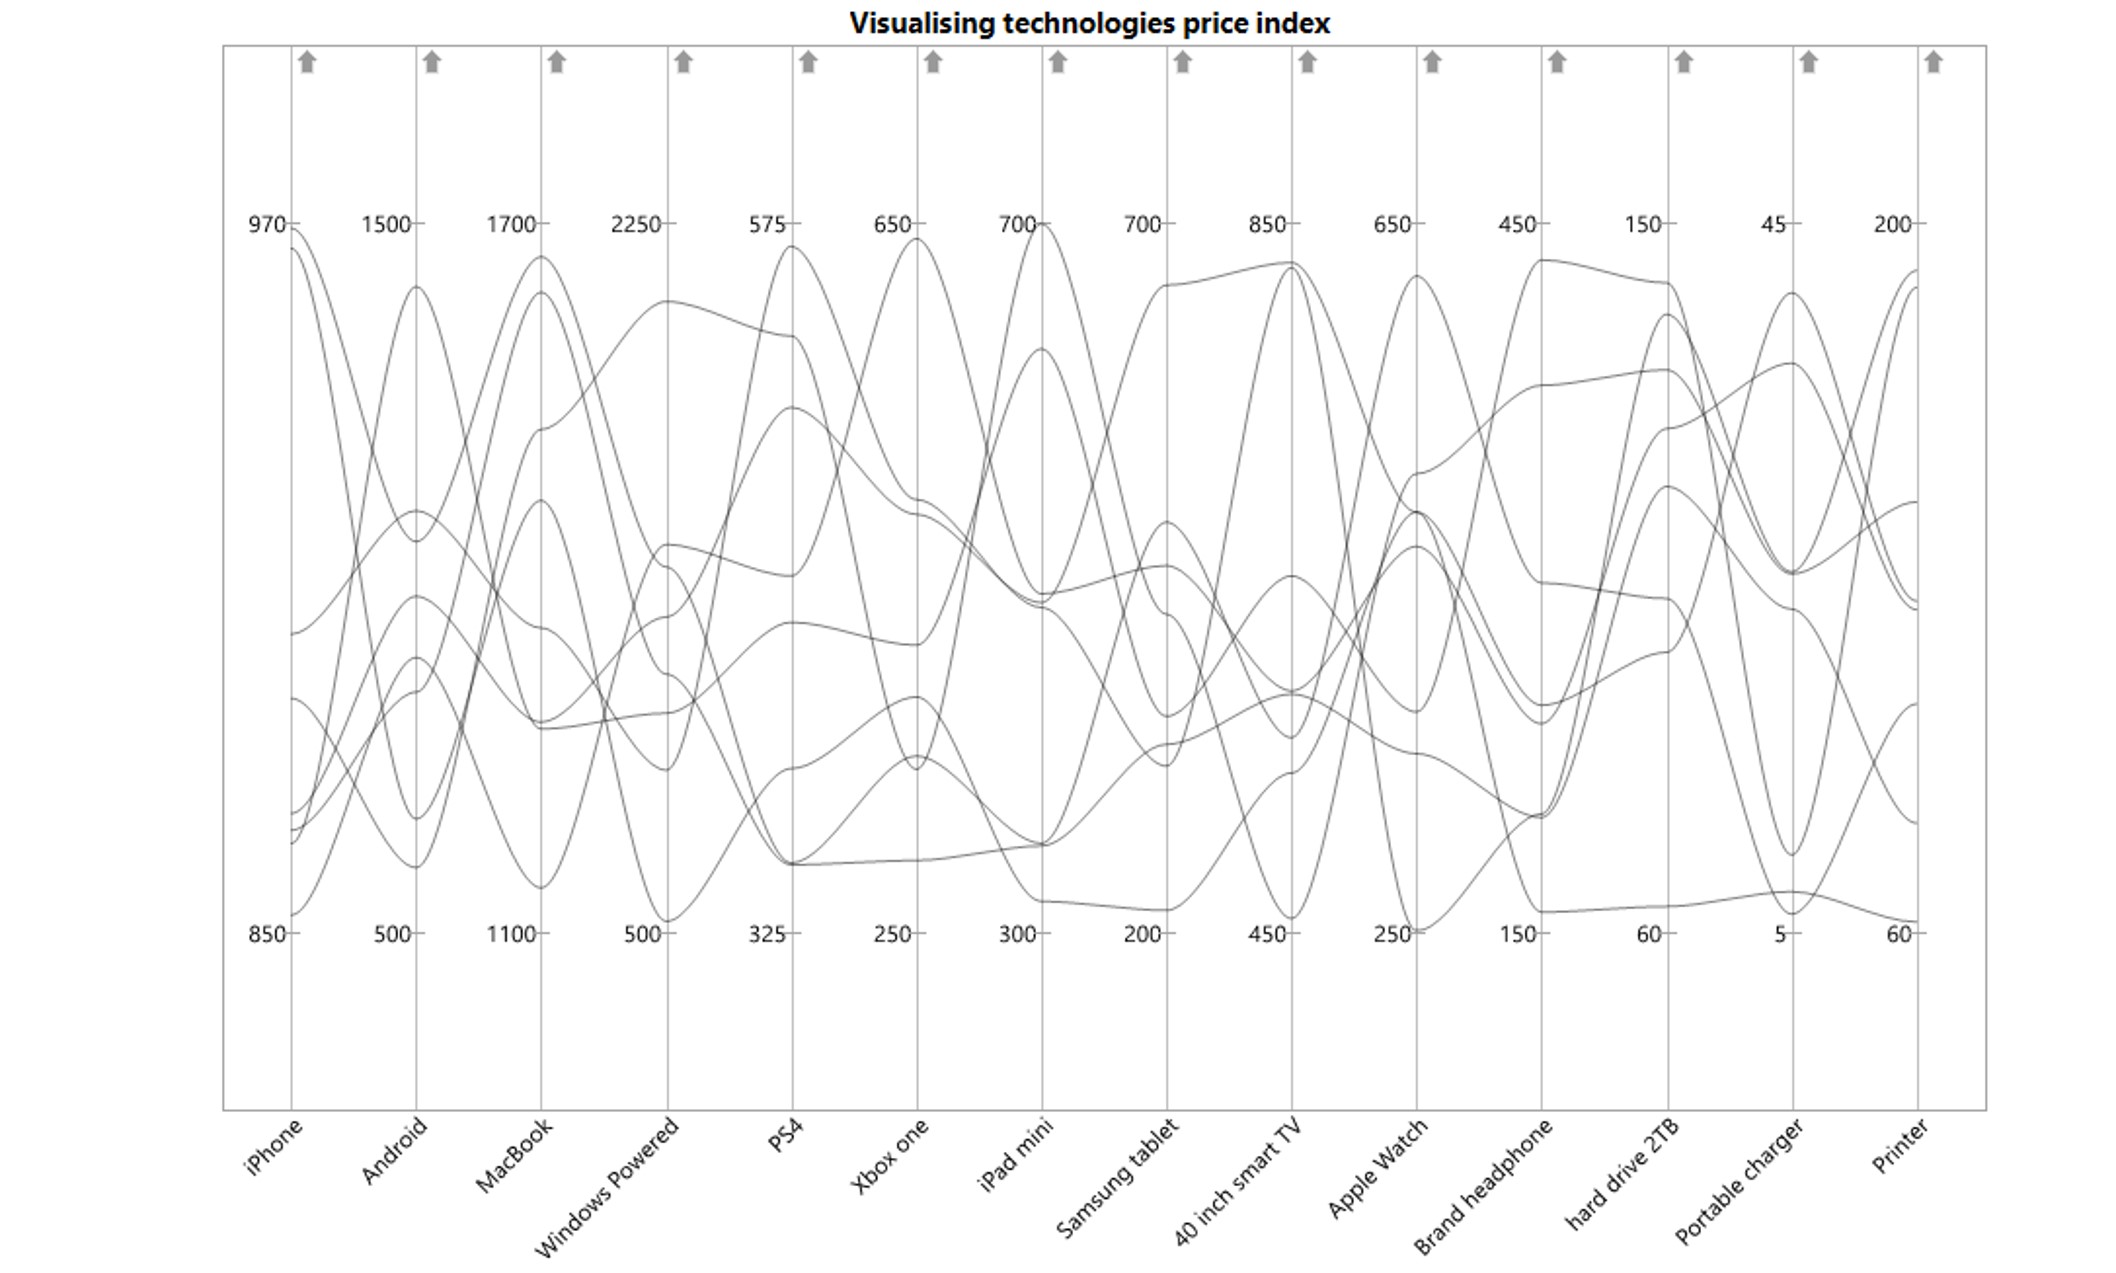 Visualising technologies price index
970 1500 1700 2250 575 650 700 700 850 650 450 150 45 200
850 500 1100 500 325 250 300 200 450 250 150 60 5 60
iPhone
Android
MacBook
Windows Powered
PS4
Xbox one
iPad mini
Samsung tablet
40 inch smart TV
Apple Watch
Brand headphone
hard drive 2TB
Portable charger
Printer